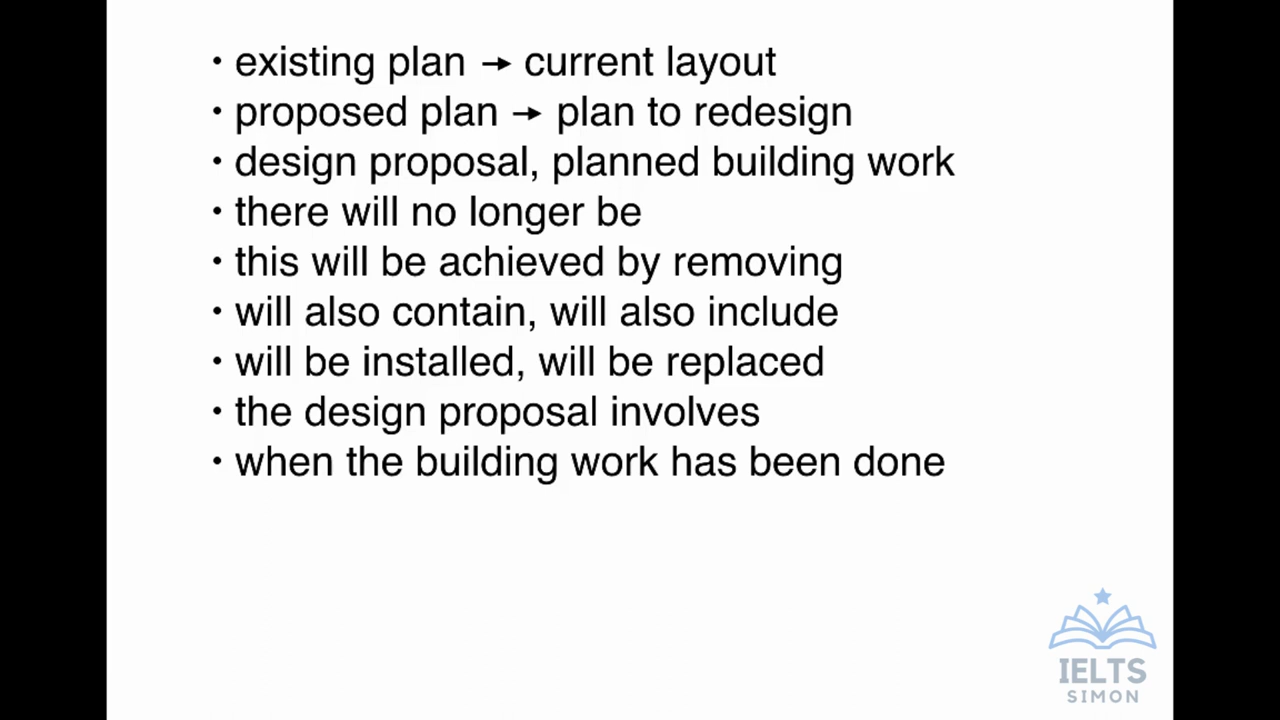 • existing plan → current layout
• proposed plan → plan to redesign
• design proposal, planned building work
• there will no longer be
• this will be achieved by removing
• will also contain, will also include
• will be installed, will be replaced
• the design proposal involves
• when the building work has been done
IELTS
SIMON